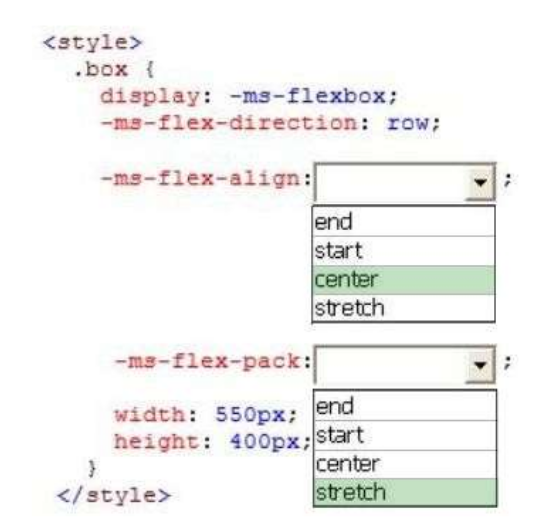 <style>
.box {
display: -ms-flexbox;
-ms-flex-direction: row;
-ms-flex-align: ;
end
start
center
stretch
-ms-flex-pack: ;
end
start
center
stretch
width: 550px;
height: 400px;
}
</style>